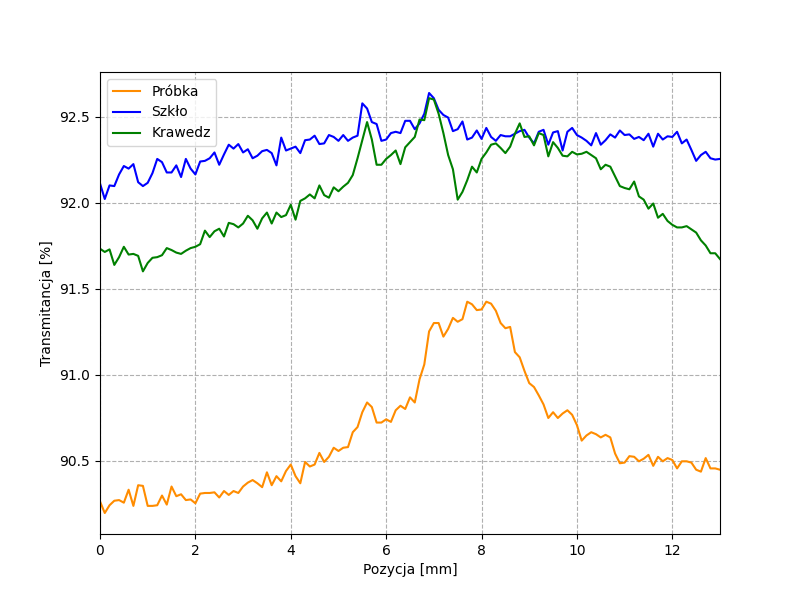 Próbka
Szkło
Krawedz
92.5
92.0
91.5
91.0
90.5
Transmitancja [%]
0 2 4 6 8 10 12
Pozycja [mm]